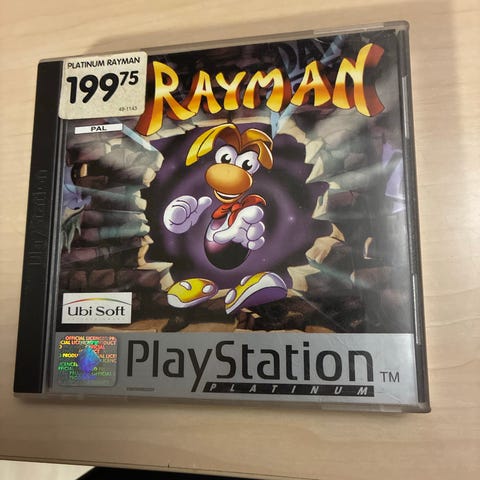 PLATINUM RAYMAN
199 75
49-1143
PAL
RAYMAN
Ubi Soft
PlayStation
PlayStation TM
PLATINUM